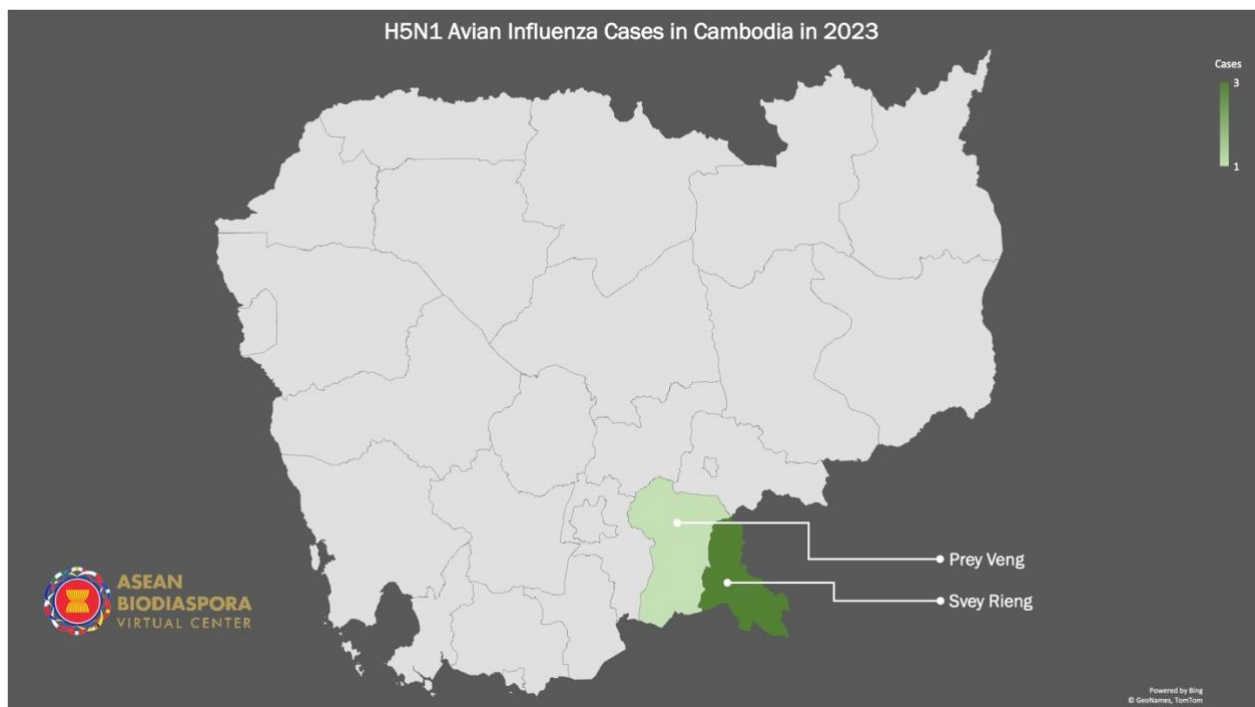 H5N1 Avian Influenza Cases in Cambodia in 2023
Cases
3
1
Prey Veng
Svey Rieng
ASEAN
BIODIASPORA
VIRTUAL CENTER
Powered by Bing
© GeoNames, TomTom